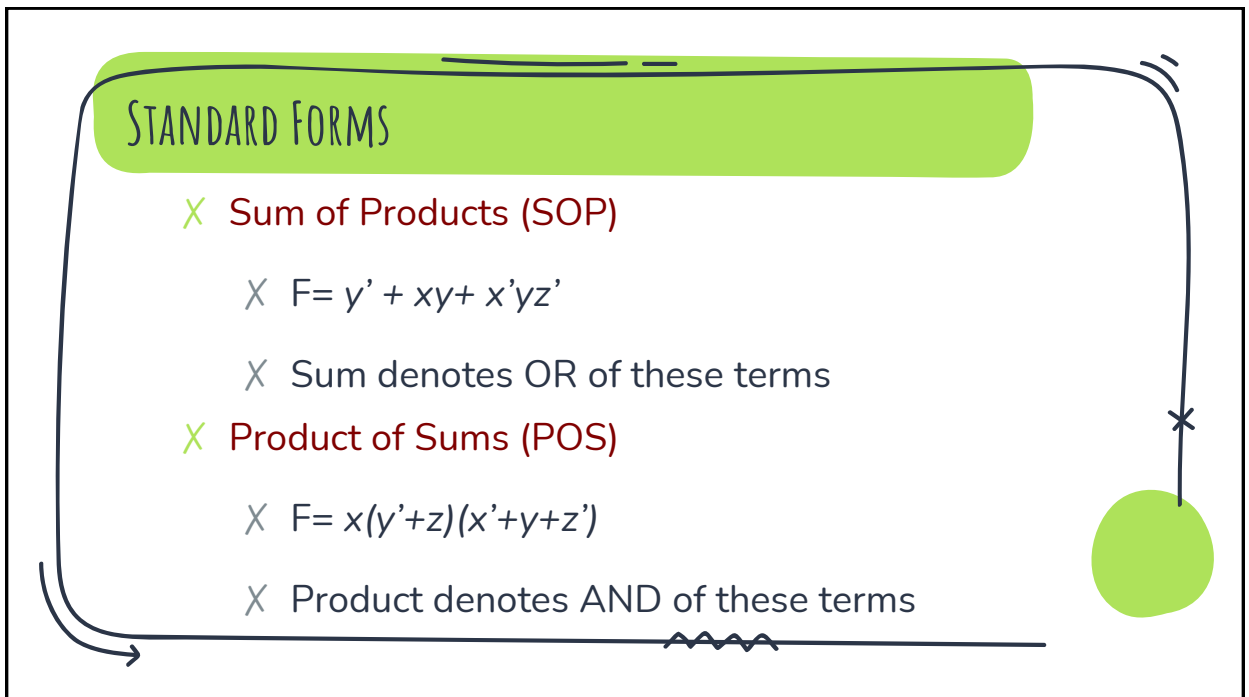 Standard Forms
Sum of Products (SOP)
F= y’ + xy+ x’yz’
Sum denotes OR of these terms
Product of Sums (POS)
F= x(y’+z)(x’+y+z’)
Product denotes AND of these terms